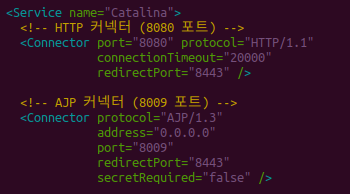 <Service name="Catalina">
  <!-- HTTP 커넥터 (8080 포트) -->
  <Connector port="8080" protocol="HTTP/1.1"
             connectionTimeout="20000"
             redirectPort="8443" />

  <!-- AJP 커넥터 (8009 포트) -->
  <Connector protocol="AJP/1.3"
             address="0.0.0.0"
             port="8009"
             redirectPort="8443"
             secretRequired="false" />